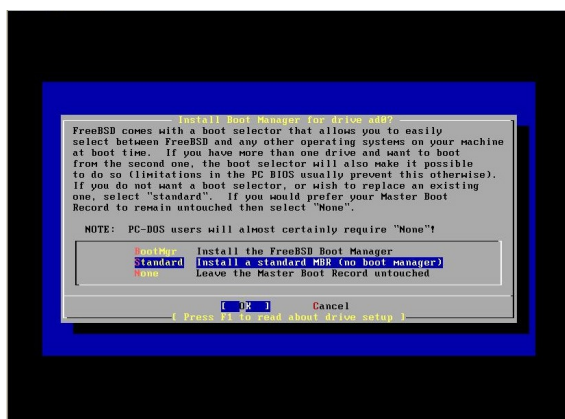 Install Boot Manager for drive ad0?
FreeBSD comes with a boot selector that allows you to easily
select between FreeBSD and any other operating systems on your machine
at boot time.  If you have more than one drive and want to boot
from the second one, the boot selector will also make it possible
to do so (limitations in the PC BIOS usually prevent this otherwise).
If you do not want a boot selector, or wish to replace an existing
one, select "standard".  If you would prefer your Master Boot
Record to remain untouched then select "None".
NOTE:  PC-DOS users will almost certainly require "None"!
BootMgr   Install the FreeBSD Boot Manager
Standard  Install a standard MBR (no boot manager)
None      Leave the Master Boot Record untouched
[  OK  ]     Cancel
[ Press F1 to read about drive setup ]